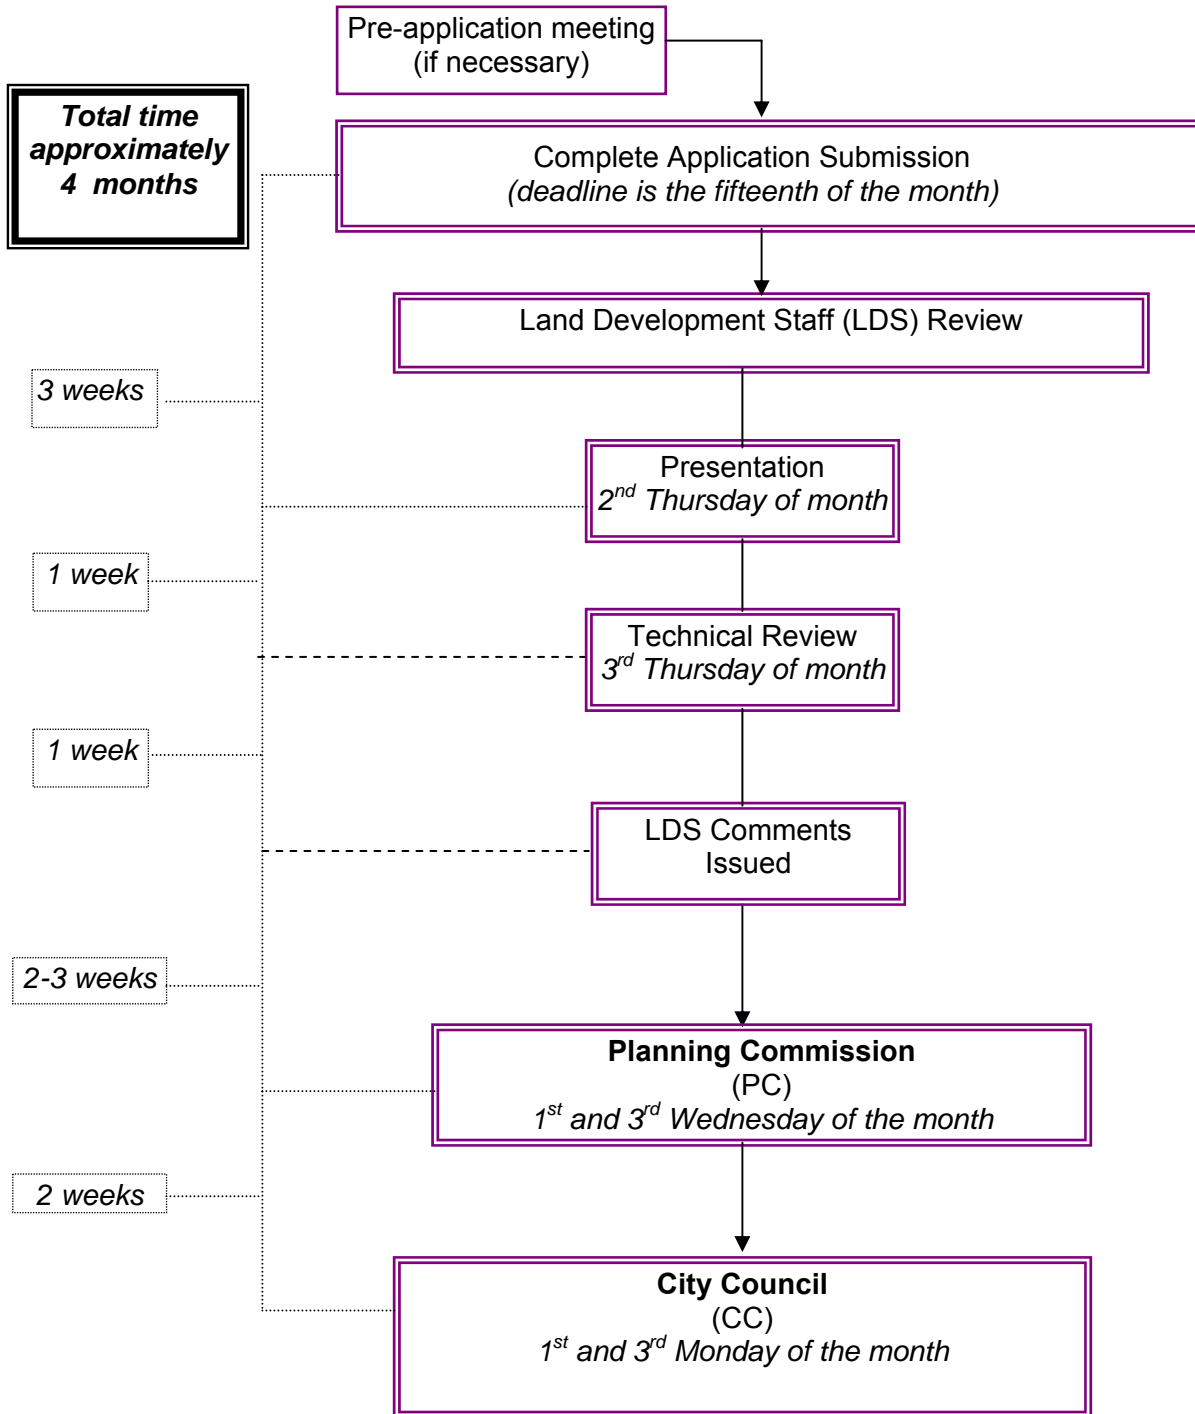 Pre-application meeting
(if necessary)
Total time
approximately
4 months
Complete Application Submission
(deadline is the fifteenth of the month)
Land Development Staff (LDS) Review
3 weeks
Presentation
2nd Thursday of month
1 week
Technical Review
3rd Thursday of month
1 week
LDS Comments
Issued
2-3 weeks
Planning Commission
(PC)
1st and 3rd Wednesday of the month
2 weeks
City Council
(CC)
1st and 3rd Monday of the month